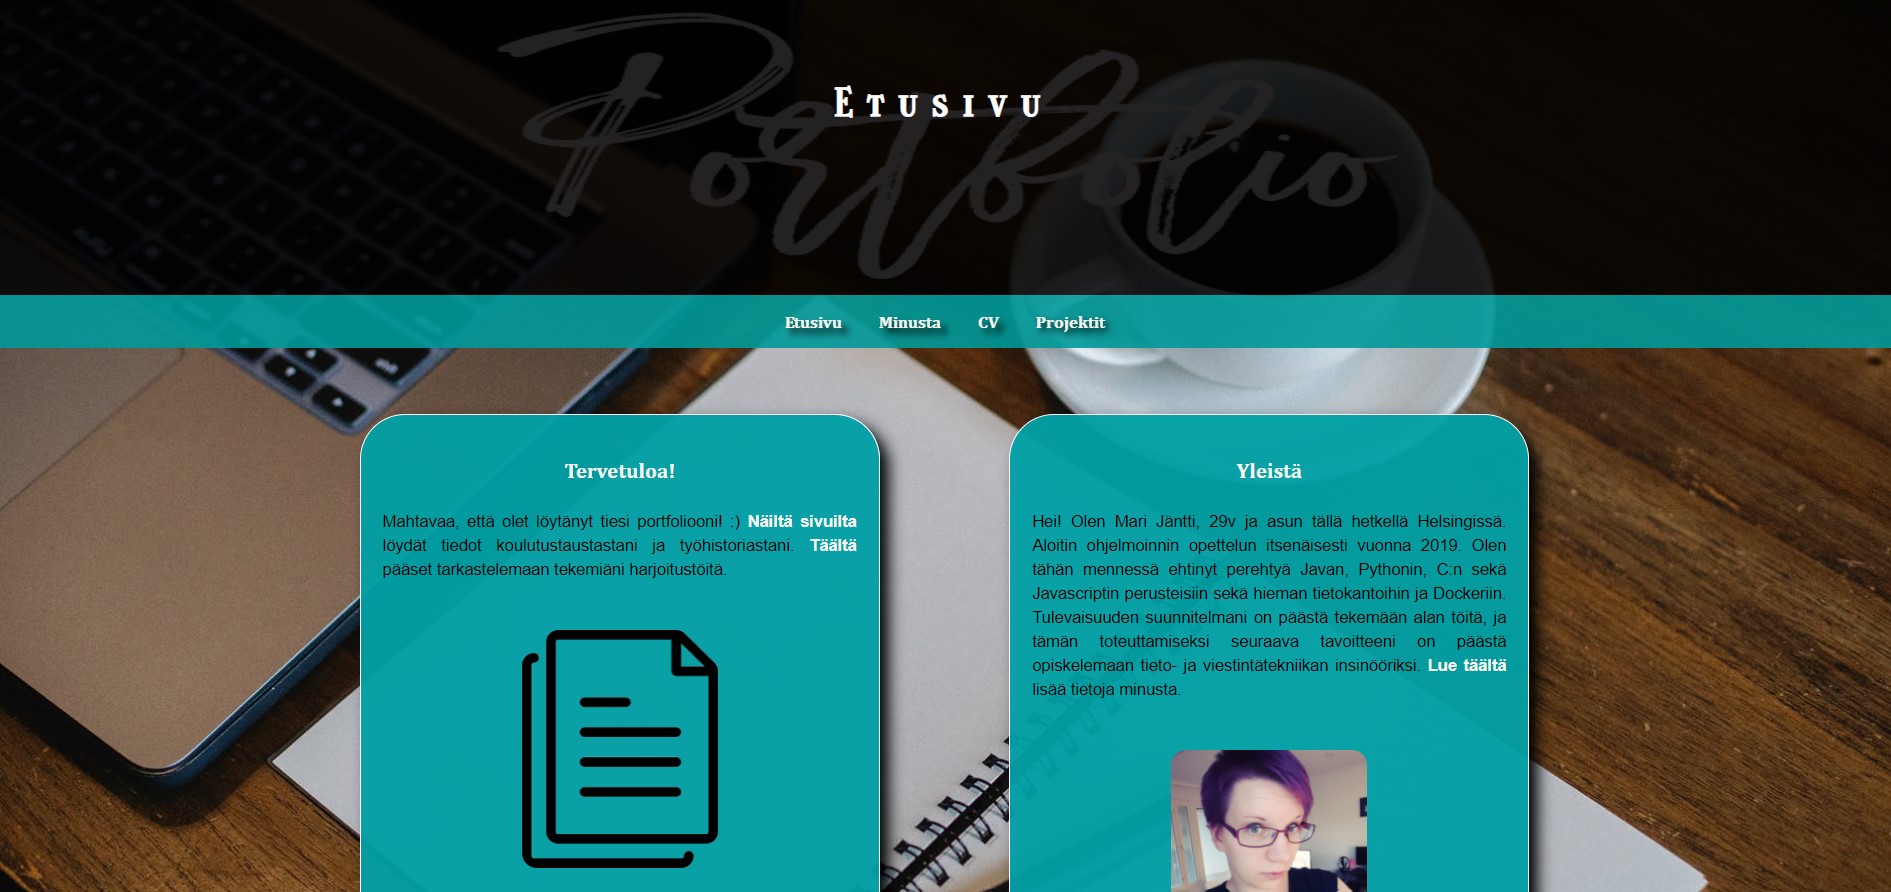 Portfolio
Etusivu
Etusivu Minusta CV Projektit
Tervetuloa!
Mahtavaa, että olet löytänyt tiesi portfoliooni! :) Näiltä sivuilta
löydät tiedot koulutustaustastani ja työhistoriastani. Täältä
pääset tarkastelemaan tekemiäni harjoitustöitä.
Yleistä
Hei! Olen Mari Jäntti, 29v ja asun tällä hetkellä Helsingissä.
Aloitin ohjelmoinnin opettelun itsenäisesti vuonna 2019. Olen
tähän mennessä ehtinyt perehtyä Javan, Pythonin, C:n sekä
Javascriptin perusteisiin sekä hieman tietokantoihin ja Dockeriin.
Tulevaisuuden suunnitelmani on päästä tekemään alan töitä, ja
tämän toteuttamiseksi seuraava tavoitteeni on päästä
opiskelemaan tieto- ja viestintätekniikan insinööriksi. Lue täältä
lisää tietoja minusta.